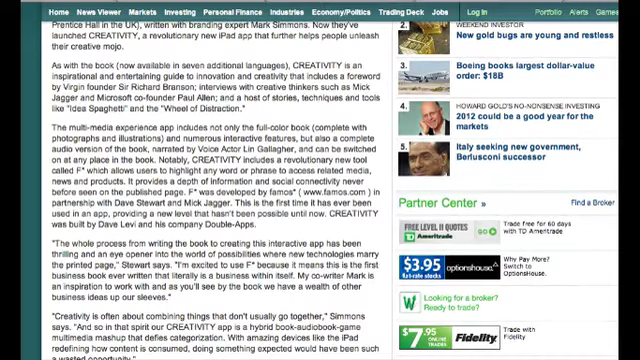 Home News Viewer Markets Investing Personal Finance Industries Economy/Politics Trading Desk Jobs Log In Portfolio Alerts Games
Prentice Hall in the UK), written with branding expert Mark Simmons. Now they've
launched CREATIVITY, a revolutionary new iPad app that further helps people unleash
their creative mojo.
As with the book (now available in seven additional languages), CREATIVITY is an
inspirational and entertaining guide to innovation and creativity that includes a foreword
by Virgin founder Sir Richard Branson; interviews with creative thinkers such as Mick
Jagger and Microsoft co-founder Paul Allen; and a host of stories, techniques and tools
like "Idea Spaghetti" and the "Wheel of Distraction."
The multi-media experience app includes not only the full-color book (complete with
photographs and illustrations) and numerous interactive features, but also a complete
audio version of the book, narrated by Voice Actor Lin Gallagher, and can be switched
on at any place in the book. Notably, CREATIVITY includes a revolutionary new tool
called F* which allows users to highlight any word or phrase to access related media,
news and products. It provides a depth of information and social connectivity never
before seen on the published page. F* was developed by famos* ( www.famos.com ) in
partnership with Dave Stewart and Mick Jagger. This is the first time it has ever been
used in an app, providing a new level that hasn't been possible until now. CREATIVITY
was built by Dave Levi and his company Double-Apps.
"The whole process from writing the book to creating this interactive app has been
thrilling and an eye opener into the world of possibilities where new technologies marry
the printed page," Stewart says. "I'm excited to use F* because it means this is the first
business book ever written that literally is a business within itself. My co-writer Mark is
an inspiration to work with and as you'll see by the book we have a wealth of other
business ideas up our sleeves."
"Creativity is often about combining things that don't usually go together," Simmons
says. "And so in that spirit our CREATIVITY app is a hybrid book-audiobook-game
multimedia mashup that defies categorization. With amazing devices like the iPad
redefining how content is consumed, doing something expected would have been such
a wasted opportunity."
2.
WEEKEND INVESTOR
New gold bugs are young and restless
3.
Boeing books largest dollar-value
order: $18B
4.
HOWARD GOLD'S NO-NONSENSE INVESTING
2012 could be a good year for the
markets
5.
Italy seeking new government,
Berlusconi successor
Partner Center » Find a Broker
FREE LEVEL II QUOTES
TD Ameritrade
GO
Trade free for 60 days
with TD Ameritrade
$3.95
flat-rate stocks
optionshouse
Why Pay More?
Switch to
OptionsHouse.
W
Looking for a broker?
Ready to trade?
$7.95
ONLINE TRADES
Fidelity
Trade with
Fidelity